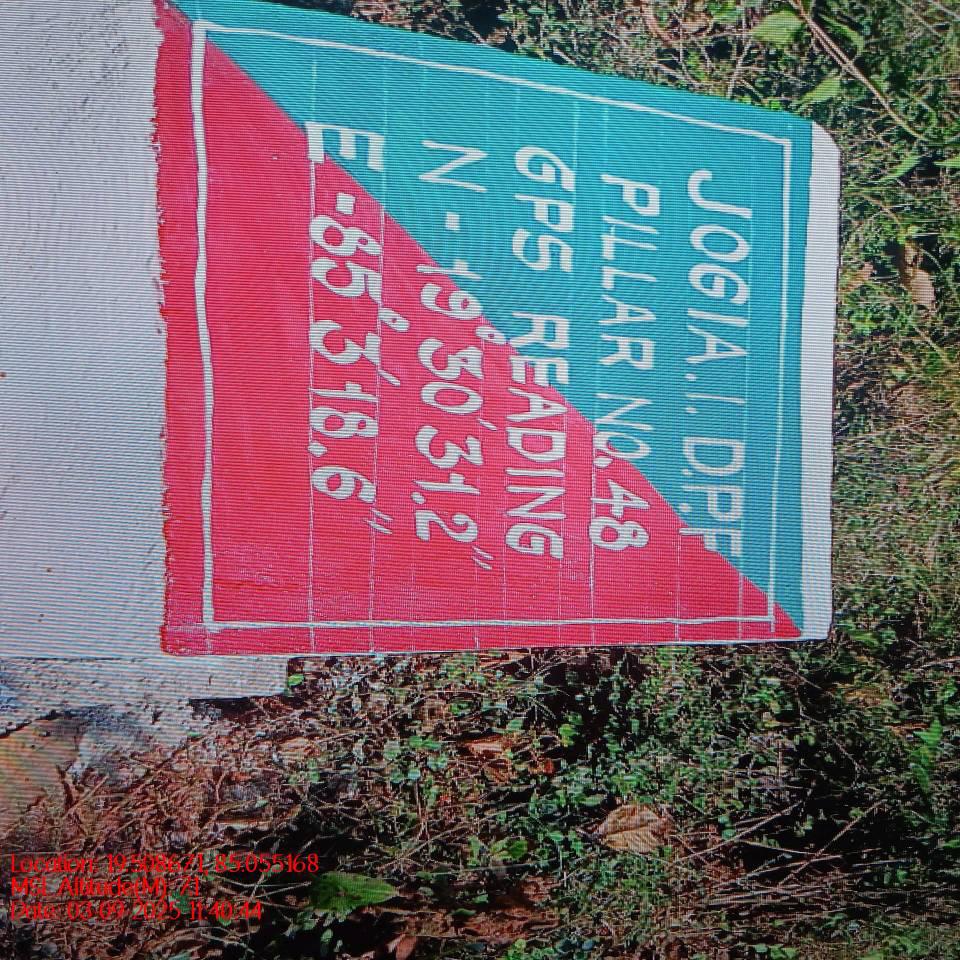 JOGIA.I. D.P.F
PILLAR NO. 48
GPS READING
N - 19° 30' 31.2"
E - 85° 3' 18.6"
Location: 19.508671, 85.055168
MSL Altitude(M): 71
Date: 03-09-2025 11:40:44